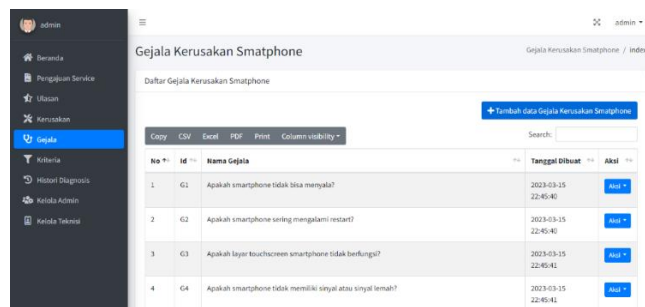 admin
admin
Beranda
Pengajuan Service
Ulasan
Kerusakan
Gejala
Kriteria
Histori Diagnosis
Kelola Admin
Kelola Teknisi
Gejala Kerusakan Smatphone
Gejala Kerusakan Smotphone / index
Daftar Gejala Kerusakan Smatphone
+Tambah data Gejala Kerusakan Smatphone
Copy CSV Excel PDF Print Column visibility
Search:
No Id Nama Gejala Tanggal Dibuat Aksi
1 G1 Apakah smartphone tidak bisa menyala? 2023-03-15 22:45:40 Aksi
2 G2 Apakah smartphone sering mengalami restart? 2023-03-15 22:45:40 Aksi
3 G3 Apakah layar touchscreen smartphone tidak berfungsi? 2023-03-15 22:45:41 Aksi
4 G4 Apakah smartphone tidak memiliki sinyal atau sinyal lemah? 2023-03-15 22:45:41 Aksi